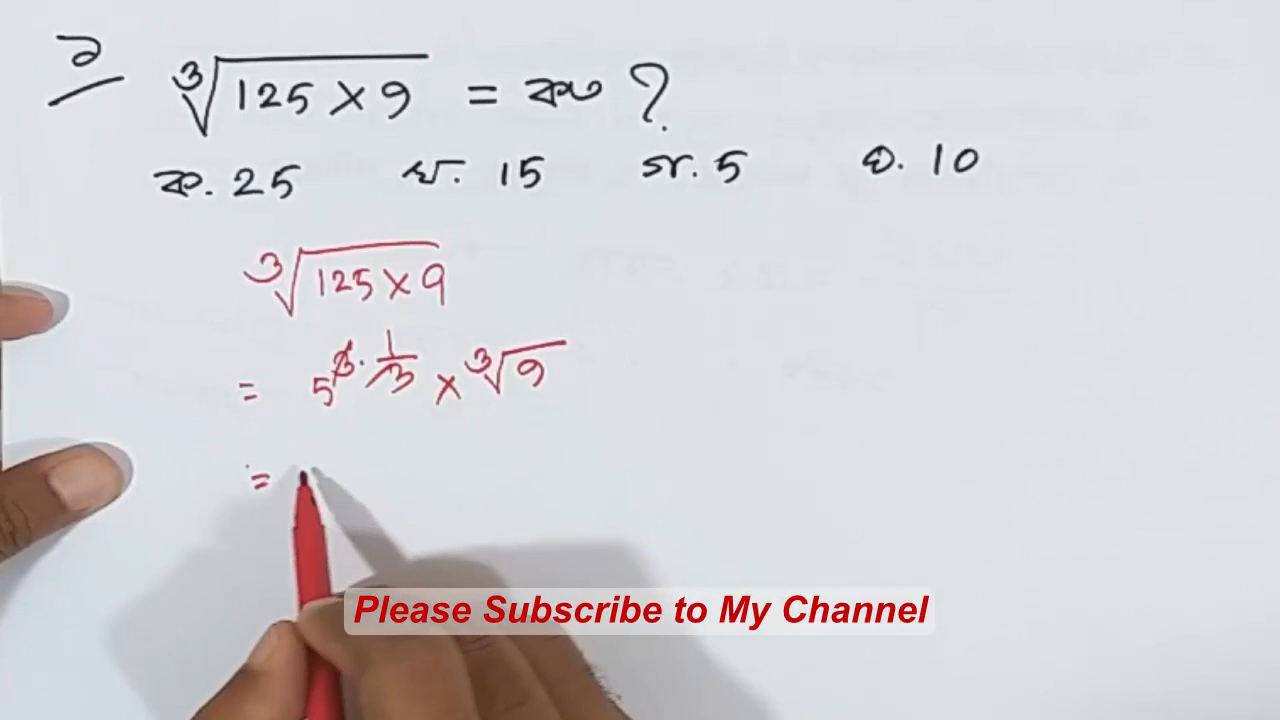 ১
∛(125 × 9) = কত ?
ক. 25 খ. 15 গ. 5 ঘ. 10
∛(125 × 9)
= 5^(3·1/3) × ∛9
=
Please Subscribe to My Channel